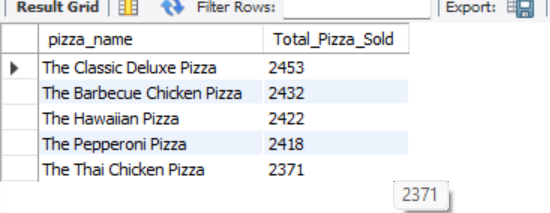 Result Grid Filter Rows: Export:
pizza_name Total_Pizza_Sold
The Classic Deluxe Pizza 2453
The Barbecue Chicken Pizza 2432
The Hawaiian Pizza 2422
The Pepperoni Pizza 2418
The Thai Chicken Pizza 2371
2371